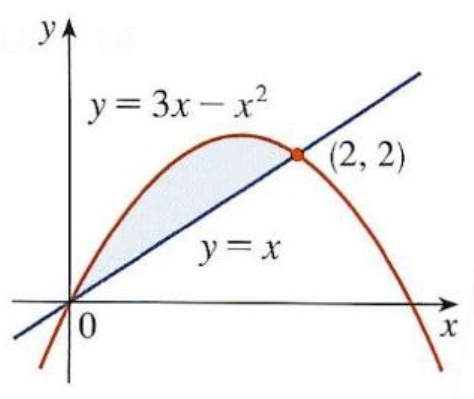 y
y = 3x − x²
(2, 2)
y = x
0
x